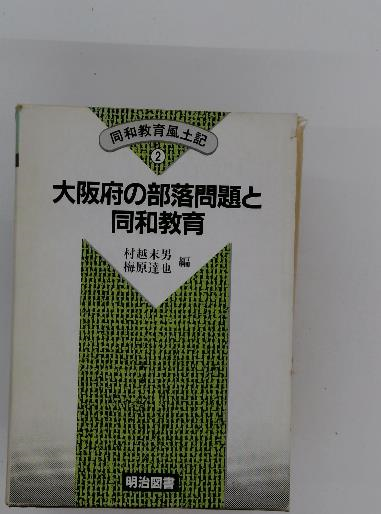 同和教育風土記
2
大阪府の部落問題と
同和教育
村越末男
梅原達也 編
明治図書